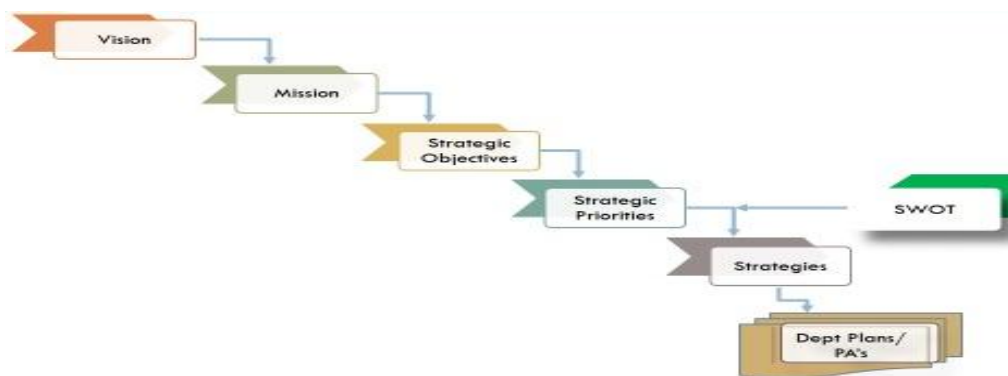 Vision
Mission
Strategic
Objectives
Strategic
Priorities
SWOT
Strategies
Dept Plans/
PA's